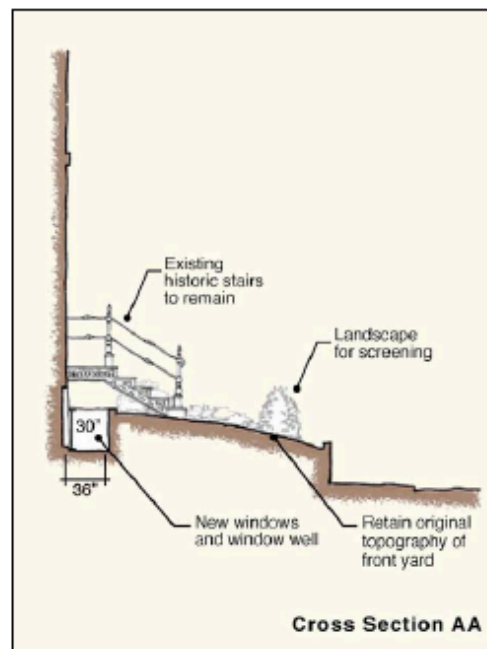 Existing
historic stairs
to remain
Landscape
for screening
30"
36"
New windows
and window well
Retain original
topography of
front yard
Cross Section AA